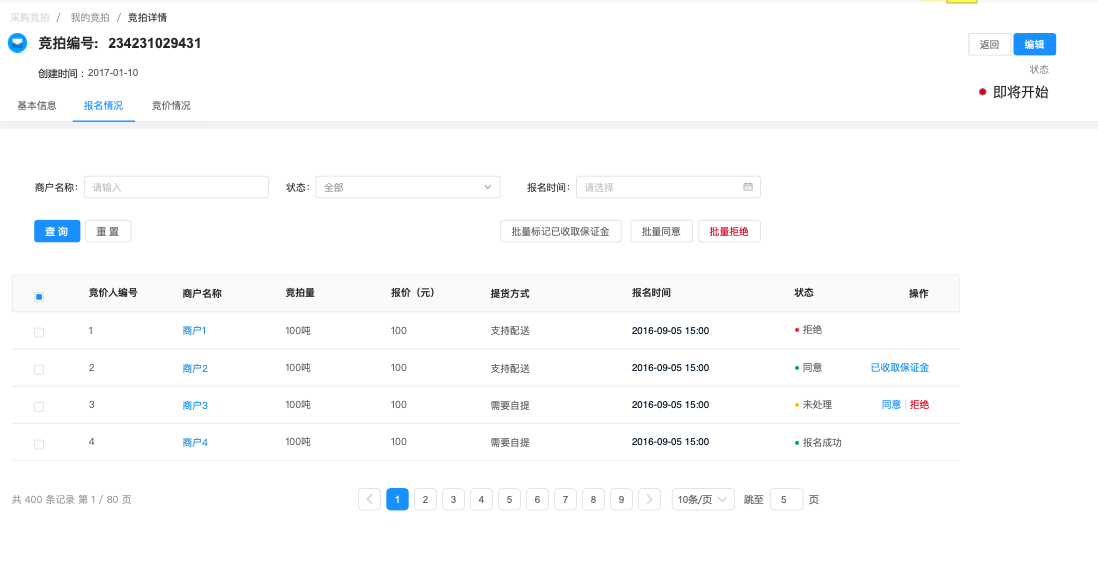 采购竞拍 / 我的竞拍 / 竞拍详情
竞拍编号: 234231029431
返回 编辑
创建时间：2017-01-10
状态
即将开始
基本信息 报名情况 竞价情况
商户名称: 请输入 状态: 全部 报名时间: 请选择
查 询 重 置 批量标记已收取保证金 批量同意 批量拒绝
竞价人编号 商户名称 竞拍量 报价（元） 提货方式 报名时间 状态 操作
1 商户1 100吨 100 支持配送 2016-09-05 15:00 拒绝
2 商户2 100吨 100 支持配送 2016-09-05 15:00 同意 已收取保证金
3 商户3 100吨 100 需要自提 2016-09-05 15:00 未处理 同意 | 拒绝
4 商户4 100吨 100 需要自提 2016-09-05 15:00 报名成功
共 400 条记录 第 1 / 80 页 1 2 3 4 5 6 7 8 9 10条/页 跳至 5 页